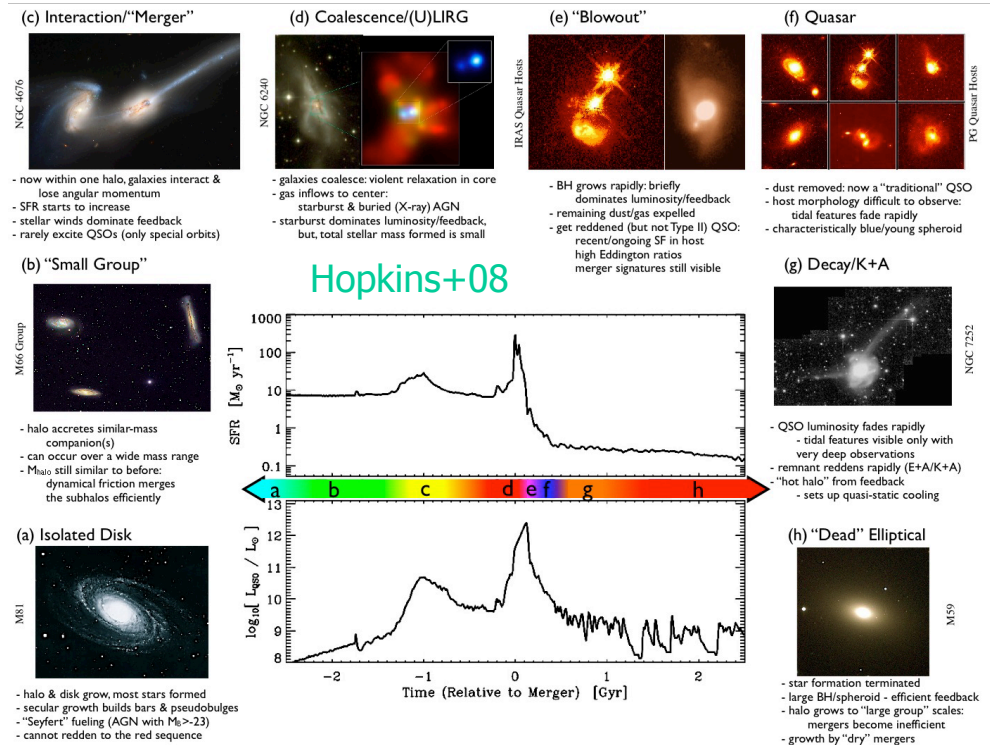 (c) Interaction/“Merger”
NGC 4676
- now within one halo, galaxies interact &
lose angular momentum
- SFR starts to increase
- stellar winds dominate feedback
- rarely excite QSOs (only special orbits)
(d) Coalescence/(U)LIRG
NGC 6240
- galaxies coalesce: violent relaxation in core
- gas inflows to center:
starburst & buried (X-ray) AGN
- starburst dominates luminosity/feedback,
but, total stellar mass formed is small
(e) “Blowout”
IRAS Quasar Hosts
- BH grows rapidly: briefly
dominates luminosity/feedback
- remaining dust/gas expelled
- get reddened (but not Type II) QSO:
recent/ongoing SF in host
high Eddington ratios
merger signatures still visible
(f) Quasar
PG Quasar Hosts
- dust removed: now a “traditional” QSO
- host morphology difficult to observe:
tidal features fade rapidly
- characteristically blue/young spheroid
(b) “Small Group”
M66 Group
- halo accretes similar-mass
companion(s)
- can occur over a wide mass range
- Mhalo still similar to before:
dynamical friction merges
the subhalos efficiently
Hopkins+08
1000
100
10
1
0.1
SFR [M⊙ yr⁻¹]
a b c d e f g h
13
12
11
10
9
8
log₁₀[ L_QSO / L⊙ ]
-2 -1 0 1 2
Time (Relative to Merger) [Gyr]
(g) Decay/K+A
NGC 7252
- QSO luminosity fades rapidly
- tidal features visible only with
very deep observations
- remnant reddens rapidly (E+A/K+A)
- “hot halo” from feedback
- sets up quasi-static cooling
(a) Isolated Disk
M81
- halo & disk grow, most stars formed
- secular growth builds bars & pseudobulges
- “Seyfert” fueling (AGN with MB>-23)
- cannot redden to the red sequence
(h) “Dead” Elliptical
M59
- star formation terminated
- large BH/spheroid - efficient feedback
- halo grows to “large group” scales:
mergers become inefficient
- growth by “dry” mergers